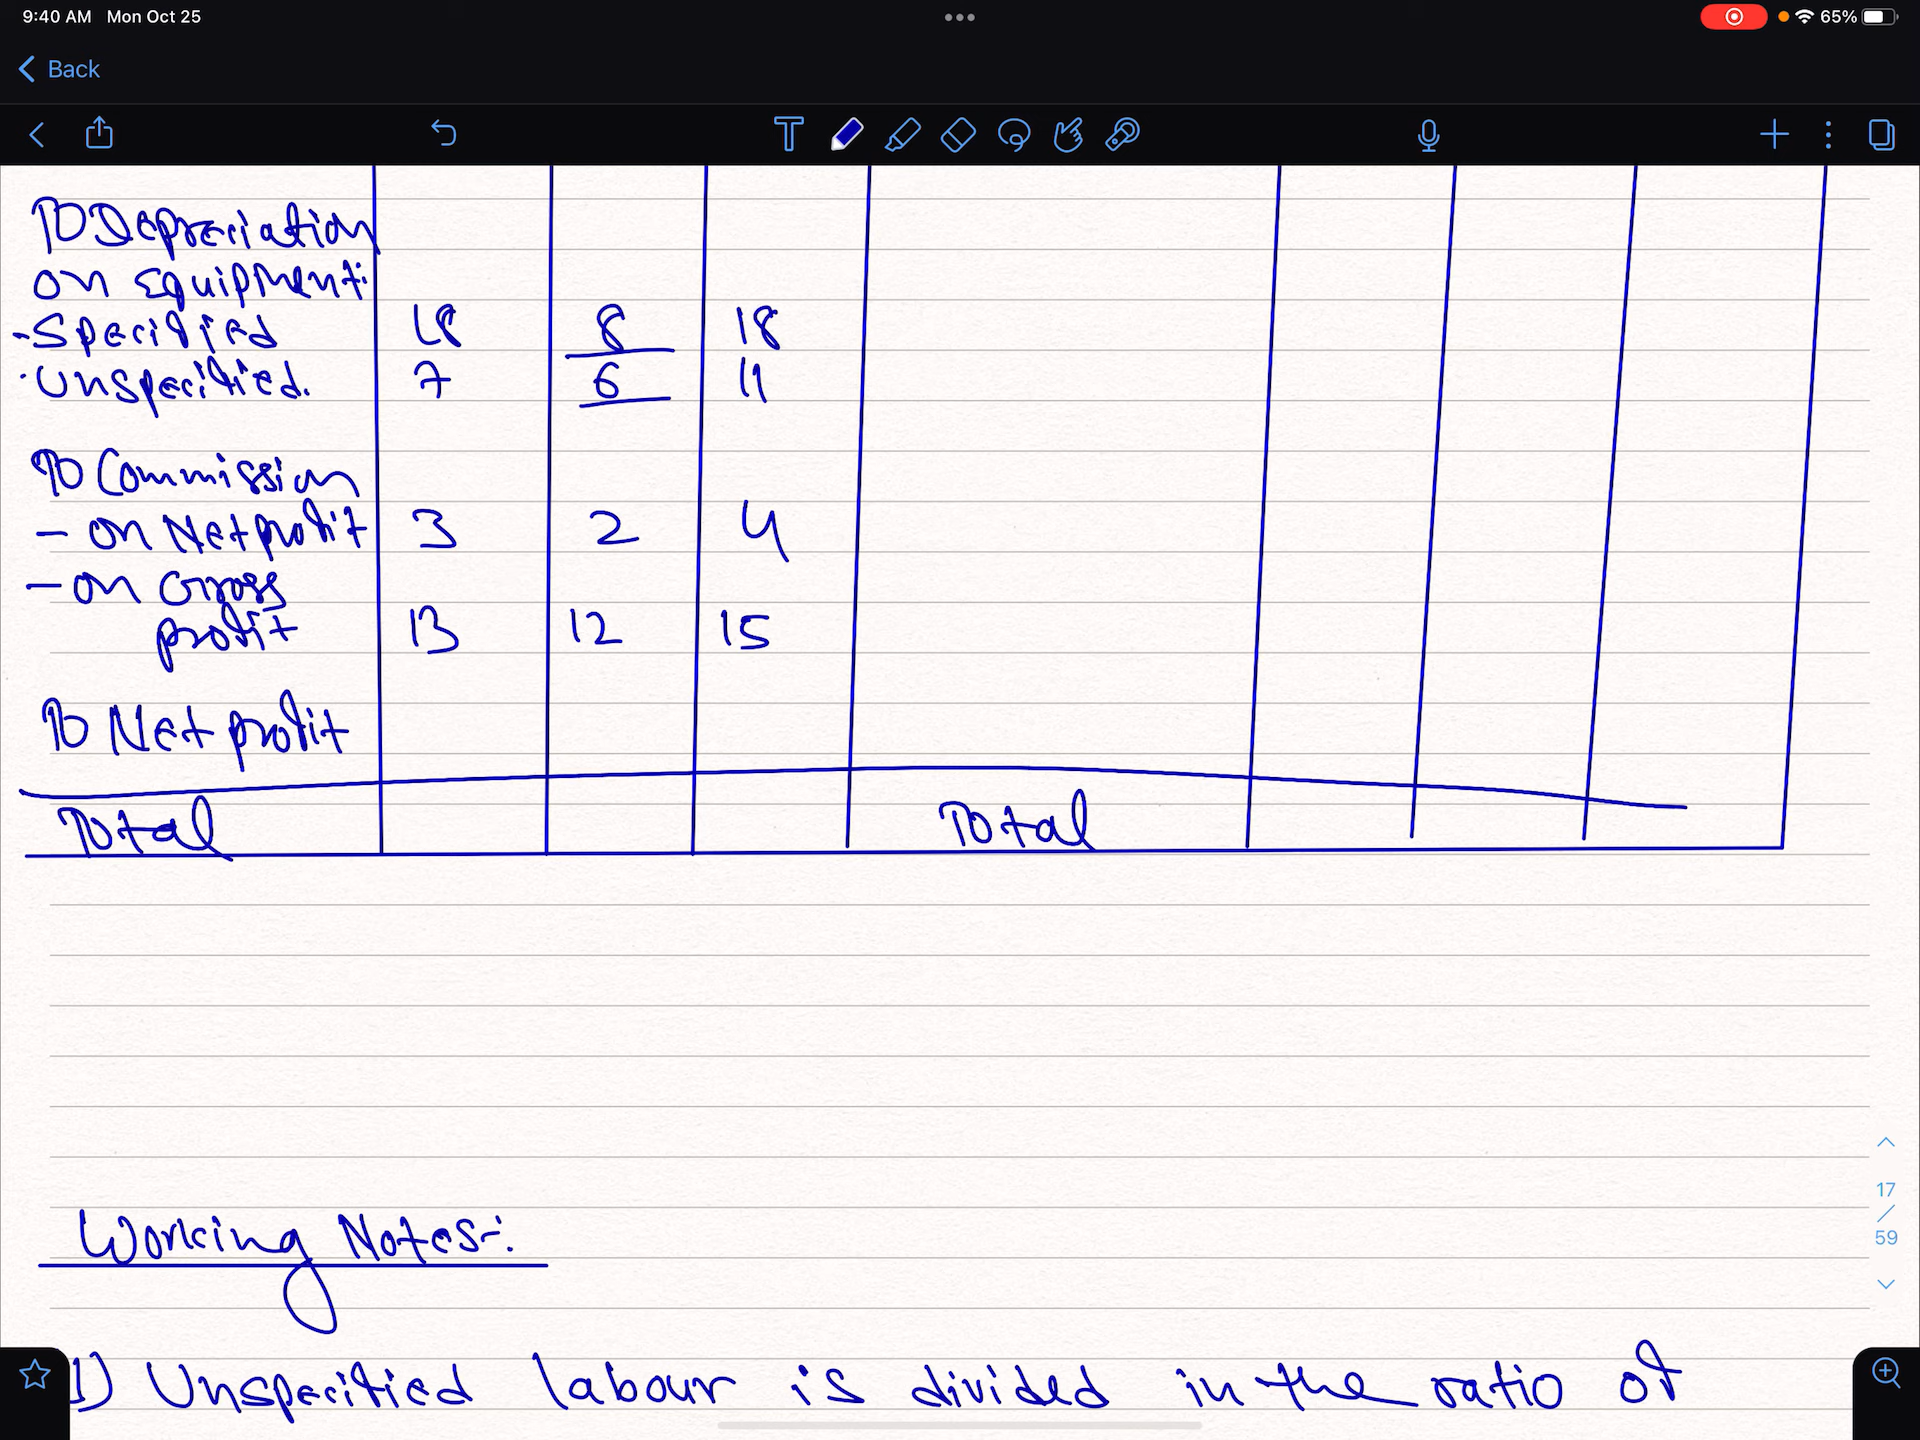 9:40 AM Mon Oct 25
65%
Back
To Depreciation
on equipment:
- Specified 18 8 18
- Unspecified. 7 6 11
To Commission
- on Net profit 3 2 4
- on Gross
profit 13 12 15
To Net profit
Total Total
17
/
59
Working Notes:-
1) Unspecified labour is divided in the ratio of